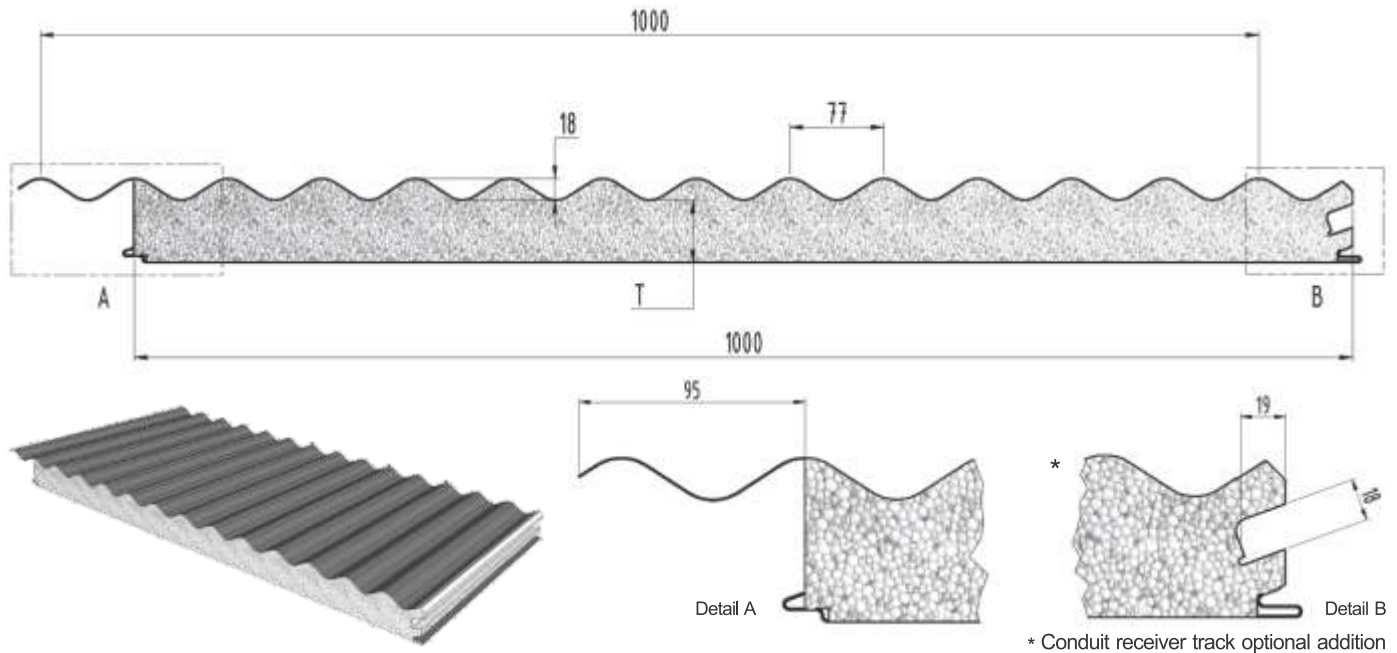 1000
18
77
A
T
B
1000
95
19
*
18
Detail A
Detail B
* Conduit receiver track optional addition